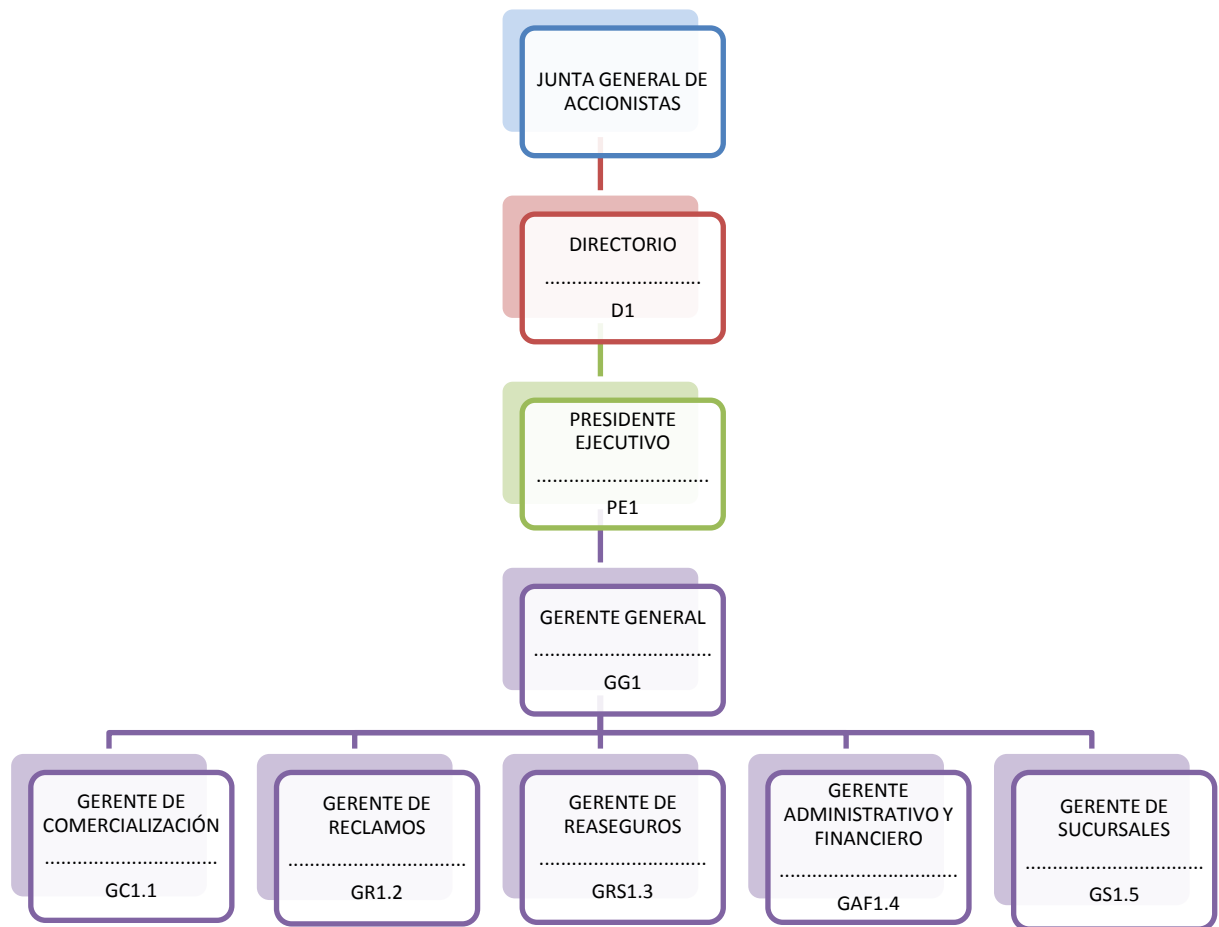 JUNTA GENERAL DE
ACCIONISTAS
DIRECTORIO
.............................
D1
PRESIDENTE
EJECUTIVO
................................
PE1
GERENTE GENERAL
.................................
GG1
GERENTE DE
COMERCIALIZACIÓN
................................
GC1.1
GERENTE DE
RECLAMOS
.................................
GR1.2
GERENTE DE
REASEGUROS
...............................
GRS1.3
GERENTE
ADMINISTRATIVO Y
FINANCIERO
.................................
GAF1.4
GERENTE DE
SUCURSALES
.................................
GS1.5